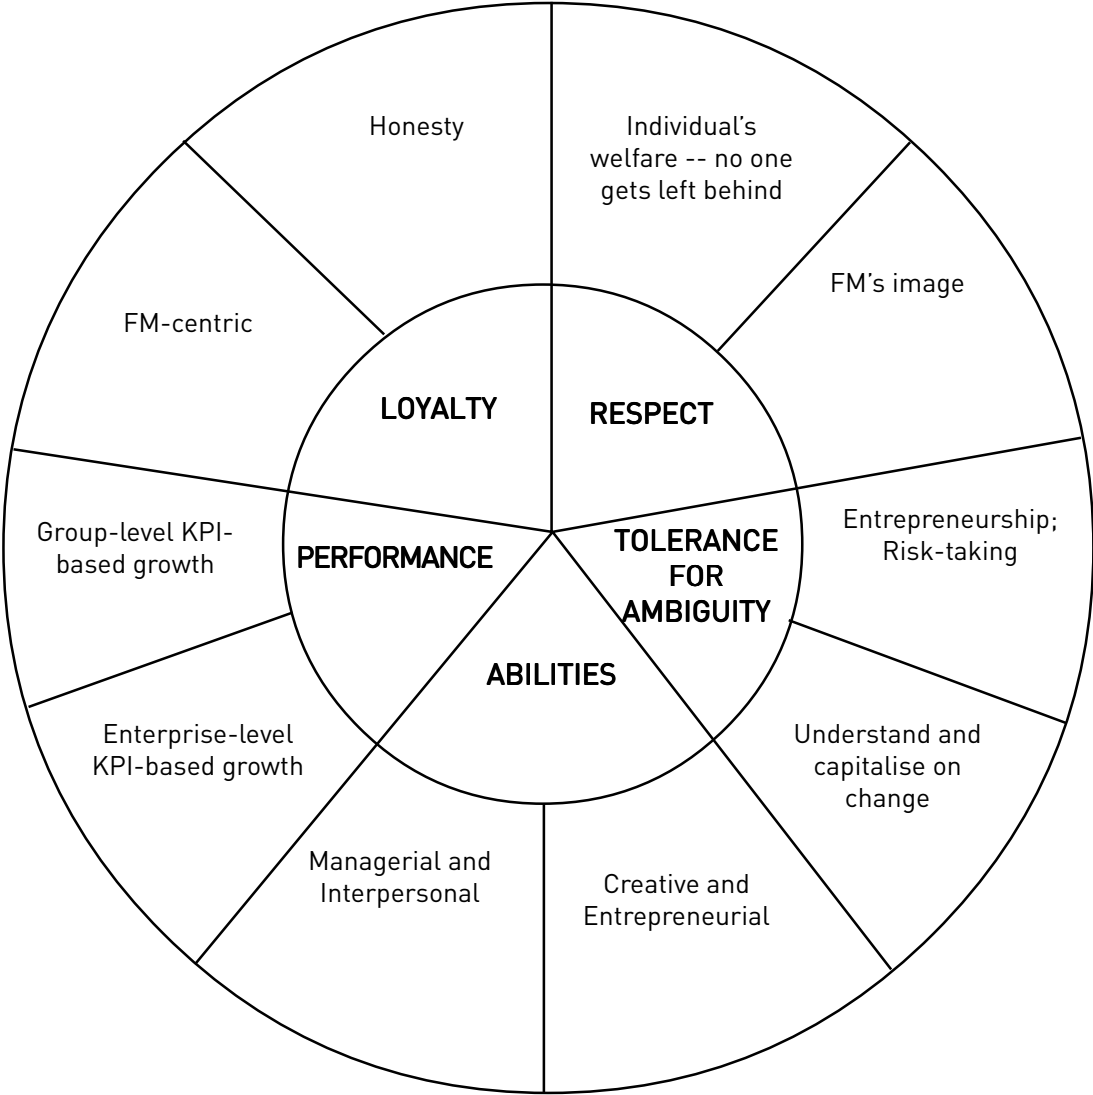 Honesty
Individual's
welfare -- no one
gets left behind
FM's image
FM-centric
LOYALTY
RESPECT
Group-level KPI-
based growth
PERFORMANCE
TOLERANCE
FOR
AMBIGUITY
Entrepreneurship;
Risk-taking
ABILITIES
Enterprise-level
KPI-based growth
Understand and
capitalise on
change
Managerial and
Interpersonal
Creative and
Entrepreneurial